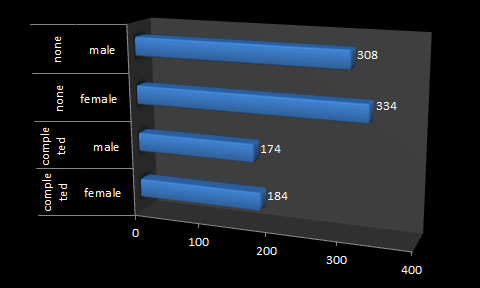 none
male
308
none
female
334
comple
ted
male
174
comple
ted
female
184
0
100
200
300
400